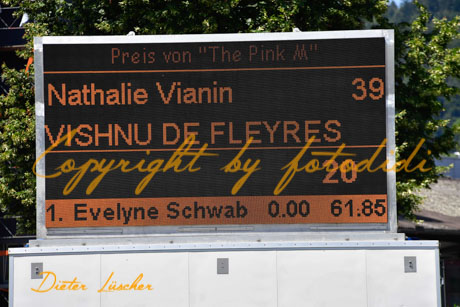 Preis von "The Pink M"
Nathalie Vianin 39
VISHNU DE FLEYRES
Copyright by fotodidi
20
1. Evelyne Schwab 0.00 61.85
Dieter Lüscher